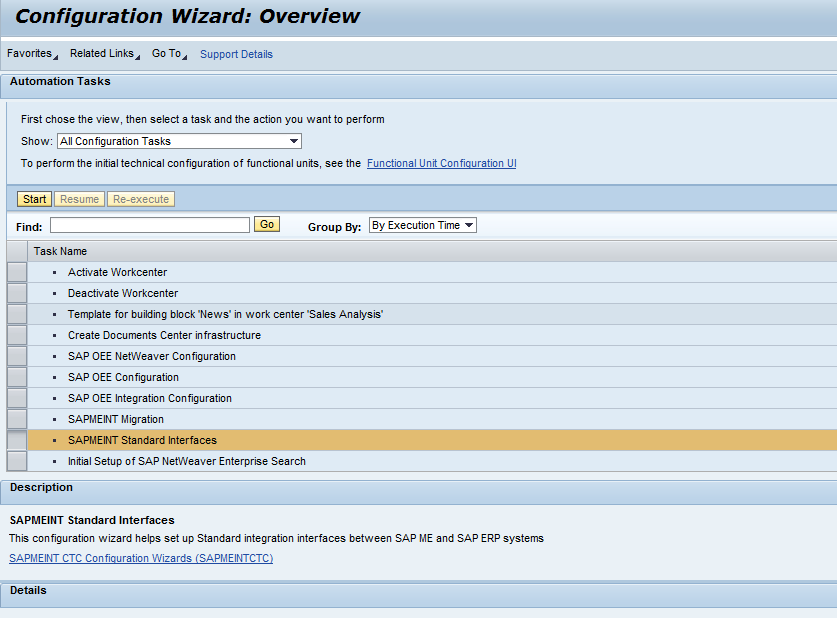 Configuration Wizard: Overview
Favorites Related Links Go To Support Details
Automation Tasks
First chose the view, then select a task and the action you want to perform
Show: All Configuration Tasks
To perform the initial technical configuration of functional units, see the Functional Unit Configuration UI
Start Resume Re-execute
Find: Go Group By: By Execution Time
Task Name
Activate Workcenter
Deactivate Workcenter
Template for building block 'News' in work center 'Sales Analysis'
Create Documents Center infrastructure
SAP OEE NetWeaver Configuration
SAP OEE Configuration
SAP OEE Integration Configuration
SAPMEINT Migration
SAPMEINT Standard Interfaces
Initial Setup of SAP NetWeaver Enterprise Search
Description
SAPMEINT Standard Interfaces
This configuration wizard helps set up Standard integration interfaces between SAP ME and SAP ERP systems
SAPMEINT CTC Configuration Wizards (SAPMEINTCTC)
Details